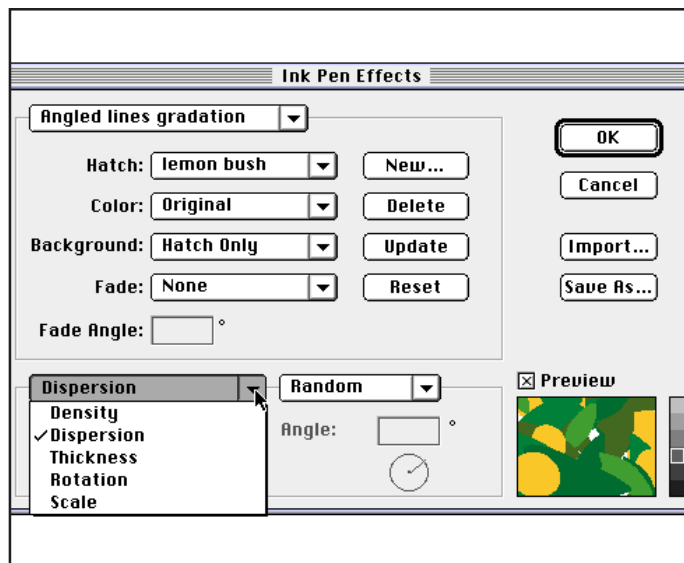 Ink Pen Effects
Angled lines gradation
OK
Hatch: lemon bush New...
Cancel
Color: Original Delete
Background: Hatch Only Update Import...
Fade: None Reset Save As...
Fade Angle: °
Dispersion Random Preview
Density
Dispersion Angle: °
Thickness
Rotation
Scale